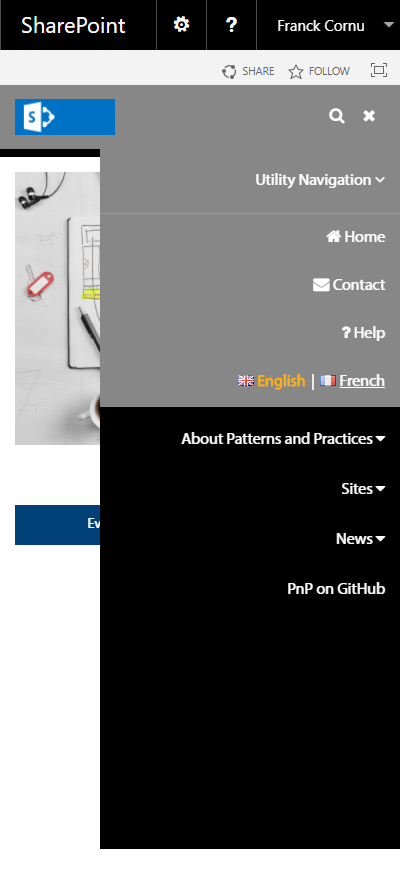 SharePoint ? Franck Cornu
SHARE FOLLOW
S
Utility Navigation
Home
Contact
? Help
English | French
About Patterns and Practices
Sites
News
Ev
PnP on GitHub